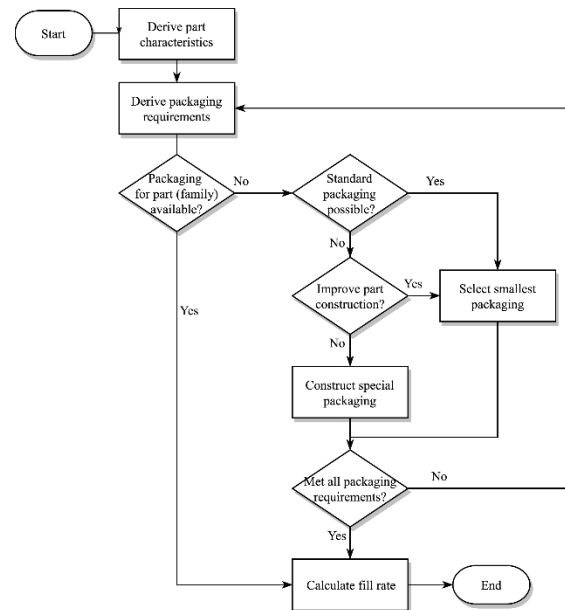 Start
Derive part
characteristics
Derive packaging
requirements
Packaging
for part (family)
available?
No
Standard
packaging
possible?
Yes
No
Improve part
construction?
Yes
Select smallest
packaging
Yes
No
Construct special
packaging
Met all packaging
requirements?
No
Yes
Calculate fill rate
End